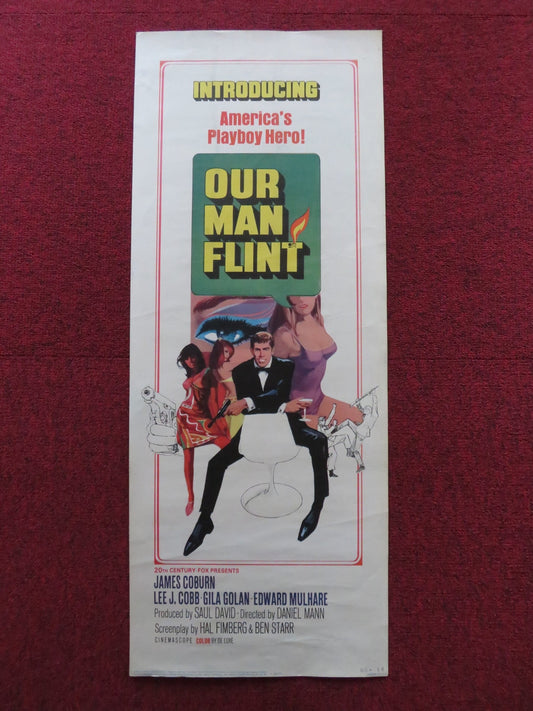 INTRODUCING
America's
Playboy Hero!
OUR
MAN
FLINT
20TH CENTURY-FOX PRESENTS
JAMES COBURN
LEE J. COBB · GILA GOLAN · EDWARD MULHARE
Produced by SAUL DAVID · Directed by DANIEL MANN
Screenplay by HAL FIMBERG & BEN STARR
CINEMASCOPE COLOR BY DE LUXE